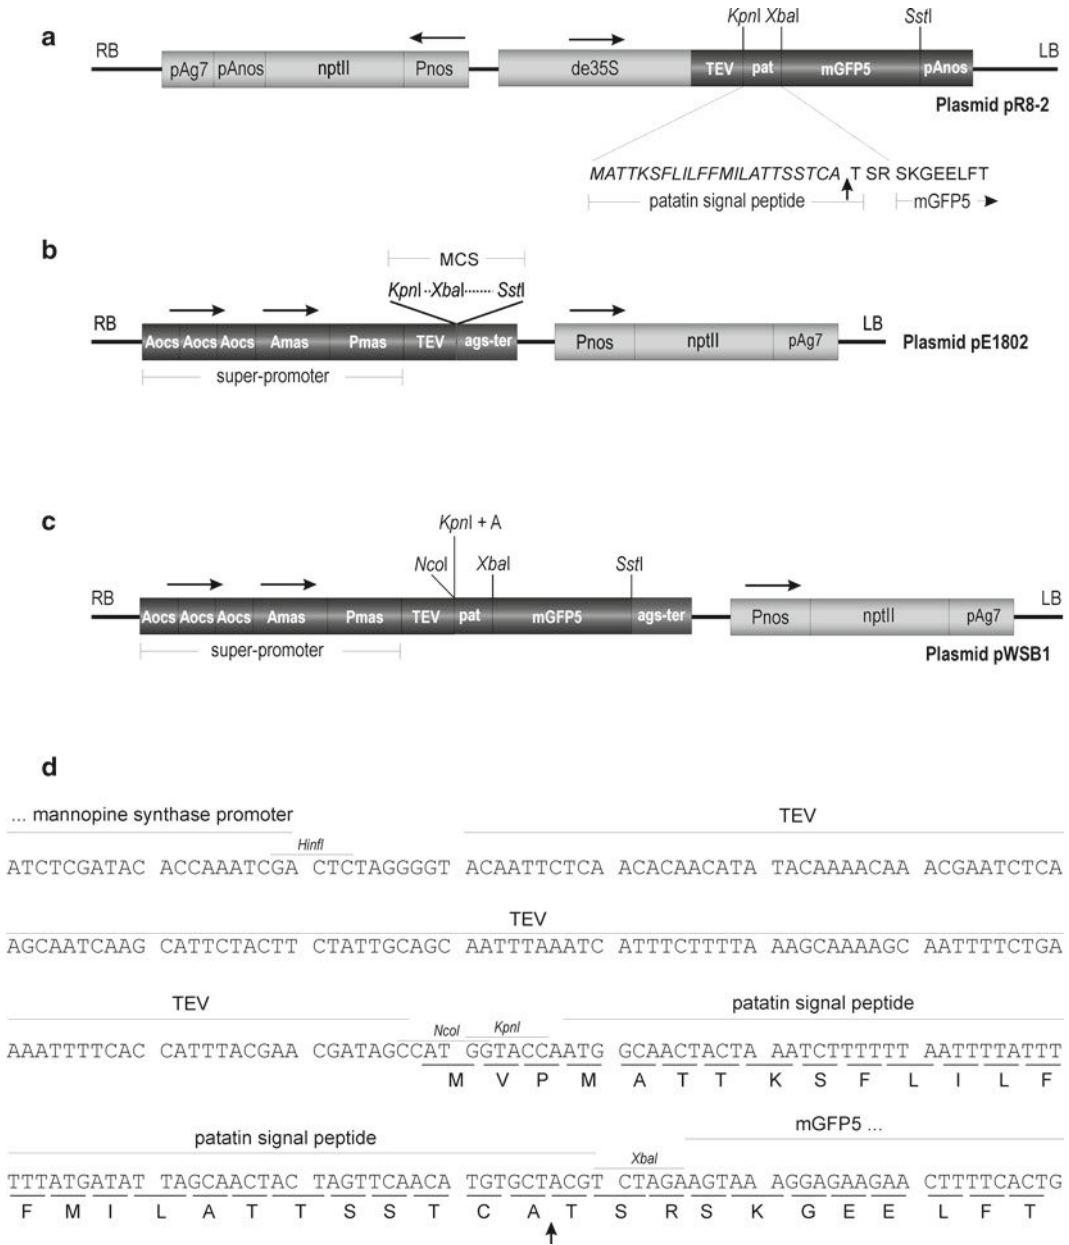 a
KpnI XbaI SstI
RB LB
pAg7 pAnos nptII Pnos de35S TEV pat mGFP5 pAnos
Plasmid pR8-2
MATTKSFLILFFMILATTSSTCA T SR SKGEELFT
patatin signal peptide mGFP5
b
MCS
KpnI XbaI SstI
RB LB
Aocs Aocs Aocs Amas Pmas TEV ags-ter Pnos nptII pAg7
Plasmid pE1802
super-promoter
c
KpnI + A
NcoI XbaI SstI
RB LB
Aocs Aocs Aocs Amas Pmas TEV pat mGFP5 ags-ter Pnos nptII pAg7
super-promoter
Plasmid pWSB1
d
... mannopine synthase promoter TEV
HinfI
ATCTCGATAC ACCAAATCGA CTCTAGGGGT ACAATTCTCAA ACACAACATA TACAAAACAA ACGAATCTCA
TEV
AGCAATCAAG CATTCTACTT CTATTGCAGC AATTTAAATC ATTTCTTTTA AAGCAAAAGC AATTTTCTGA
TEV patatin signal peptide
NcoI KpnI
AAATTTTCAC CATTTACGAA CGATAGCCAT GGTACCAATG GCAACTACTA AATCTTTTTT AATTTTATTT
M V P M A T T K S F L I L F
patatin signal peptide mGFP5 ...
XbaI
TTTATGATAT TAGCAACTAC TAGTTCAACA TGTGCTACGT CTAGAAGTAA AGGAGAAGAA CTTTTCACTG
F M I L A T T S S T C A T S R S K G E E L F T